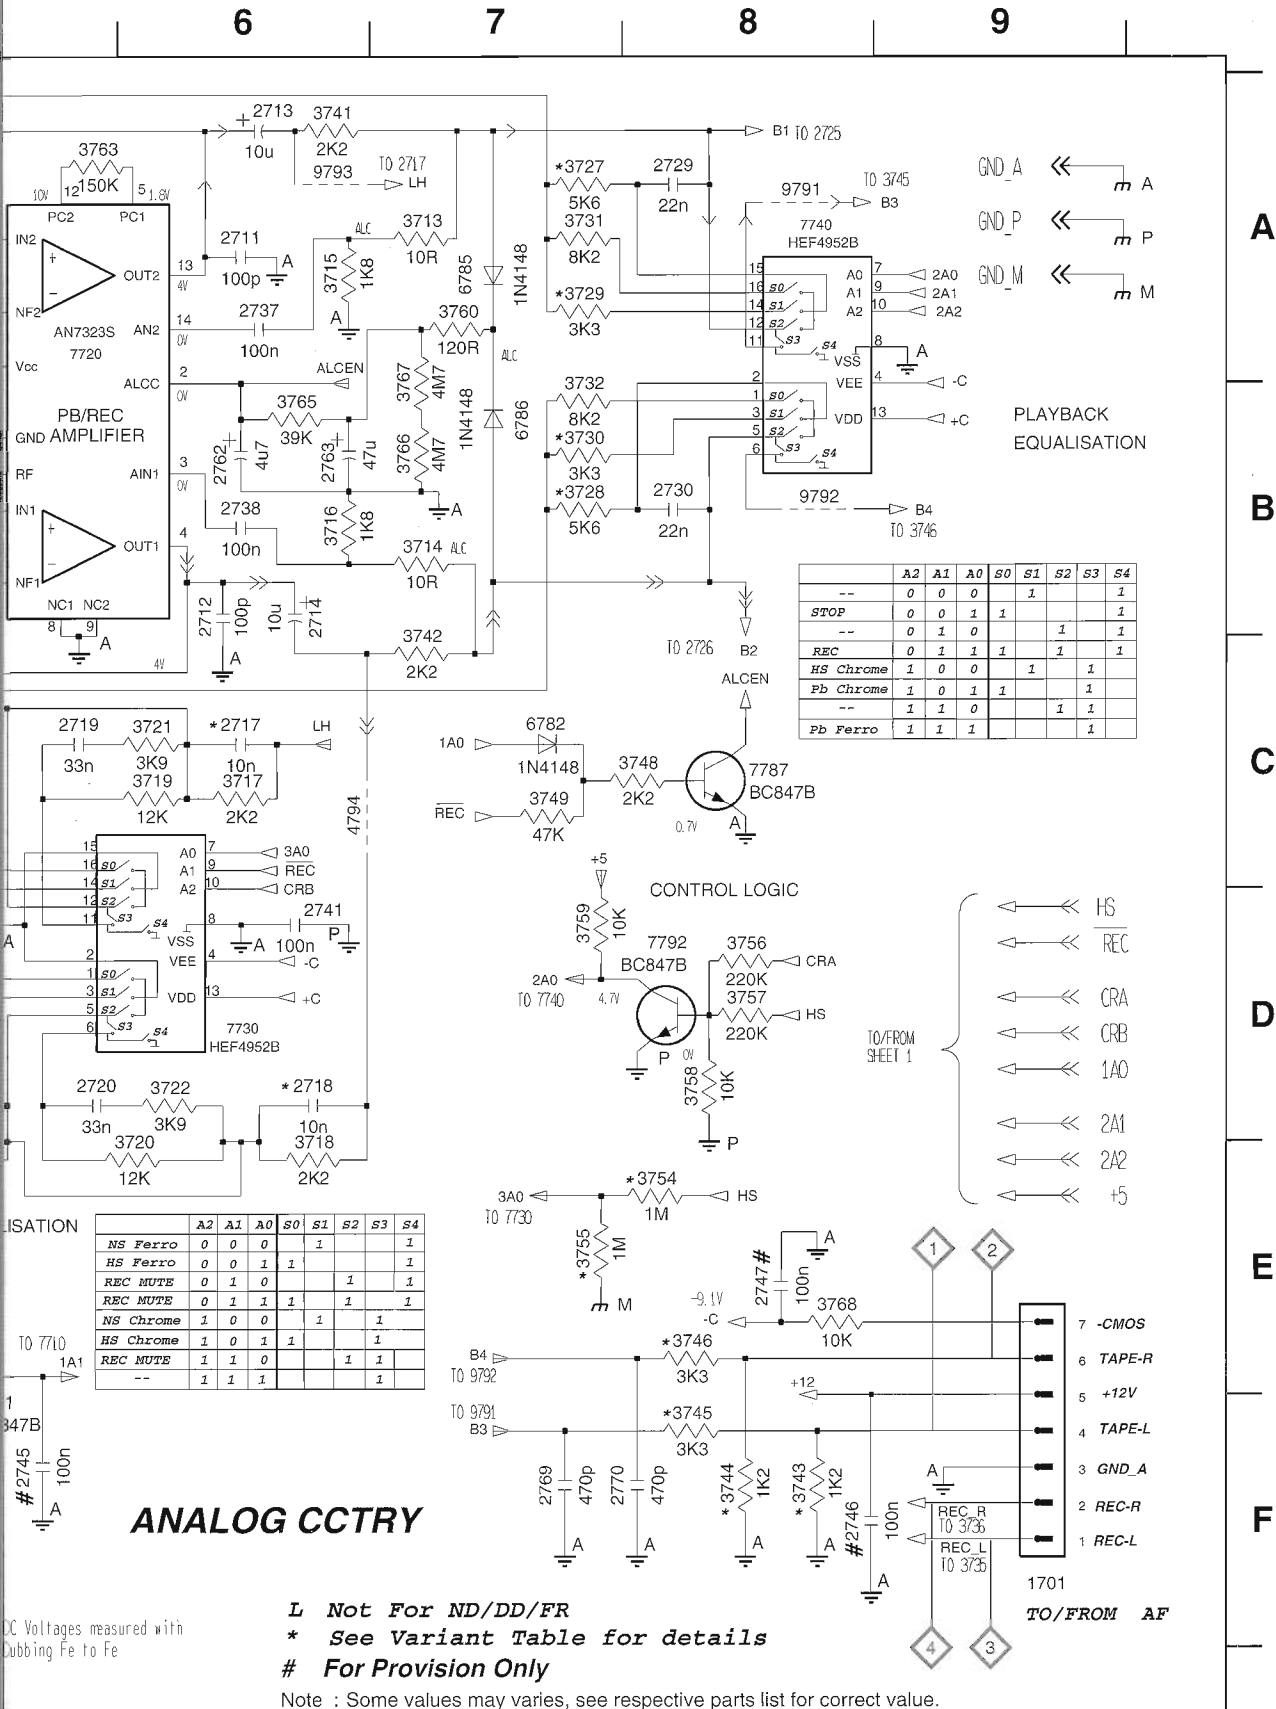 6 7 8 9
2713 3741
10u 2K2
3763
150K
10V 12 5 1.8V
TO 2717
9793 LH
*3727 2729
5K6 22n
B1 TO 2725
9791 TO 3745
B3
GND_A A
GND_P P
GND_M M
A
PC2 PC1
IN2
OUT2 13
4V
NF2
AN7323S
7720
AN2 14
0V
Vcc
ALCC 2
0V
PB/REC
GND AMPLIFIER
RF AIN1 3
0V
IN1
OUT1 4
NF1
NC1 NC2
8 9
A
4V
2711
100p A
ALC 3713
10R
3715 1K8
A
6785 1N4148
3731
8K2
7740
HEF4952B
15 A0 7 2A0
16 S0 A1 9 2A1
14 S1 A2 10 2A2
12 S2
11 S3 S4 8 A
VSS
2 VEE 4 -C
1 S0
3 S1 VDD 13 +C
5 S2
6 S3 S4
2737
100n
3760
120R
ALC
*3729
3K3
ALCEN
3765
39K
2762 4u7
2763 47u
3767 4M7
3766 4M7
1N4148 6786
A
3732
8K2
*3730
3K3
*3728 2730
5K6 22n
PLAYBACK
EQUALISATION
9792
B4
TO 3746
B
2738
100n
3716 1K8
3714 ALC
10R
2712 100p
10u 2714
A
3742
2K2
TO 2726 B2
ALCEN
A2 A1 A0 S0 S1 S2 S3 S4
-- 0 0 0 1 1
STOP 0 0 1 1 1
-- 0 1 0 1 1
REC 0 1 1 1 1 1
HS Chrome 1 0 0 1 1
Pb Chrome 1 0 1 1 1
-- 1 1 0 1 1
Pb Ferro 1 1 1 1
2719 3721 *2717 LH
33n 3K9 10n
3719 3717
12K 2K2
4794
1A0 6782
1N4148
REC 3749
47K
3748
2K2
7787
BC847B
0.7V A
C
15 A0 7 3A0
16 S0 A1 9 REC
14 S1 A2 10 CRB
12 S2
11 S3 S4 8
VSS
A
2741
100n P
A
2 VEE 4 -C
1 S0
3 S1 VDD 13 +C
5 S2
6 S3 S4
7730
HEF4952B
+5
3759 10K
CONTROL LOGIC
7792
BC847B
2A0
TO 7740 4.7V
3756 CRA
220K
3757 HS
220K
P 0V
3758 10K
P
TO/FROM
SHEET 1
HS
REC
CRA
CRB
1A0
2A1
2A2
+5
D
2720 3722 *2718
33n 3K9 10n
3720 3718
12K 2K2
3A0
TO 7730
*3754 HS
1M
*3755 1M
M
ISATION
A2 A1 A0 S0 S1 S2 S3 S4
NS Ferro 0 0 0 1 1
HS Ferro 0 0 1 1 1
REC MUTE 0 1 0 1 1
REC MUTE 0 1 1 1 1 1
NS Chrome 1 0 0 1 1
HS Chrome 1 0 1 1 1
REC MUTE 1 1 0 1 1
-- 1 1 1 1
TO 7710
1A1
1
347B
#2745 100n
A
2747# 100n A
-9.1V
-C
3768
10K
1 2
E
B4
TO 9792
*3746
3K3
TO 9791
B3
*3745
3K3
+12
2769 470p
2770 470p
*3744 1K2
*3743 1K2
#2746 100n
A A A A A
7 -CMOS
6 TAPE-R
5 +12V
4 TAPE-L
A 3 GND_A
2 REC-R
1 REC-L
REC_R
TO 3736
REC_L
TO 3735
1701
TO/FROM AF
4 3
F
ANALOG CCTRY
DC Voltages measured with
Dubbing Fe to Fe
L Not For ND/DD/FR
* See Variant Table for details
# For Provision Only
Note : Some values may varies, see respective parts list for correct value.